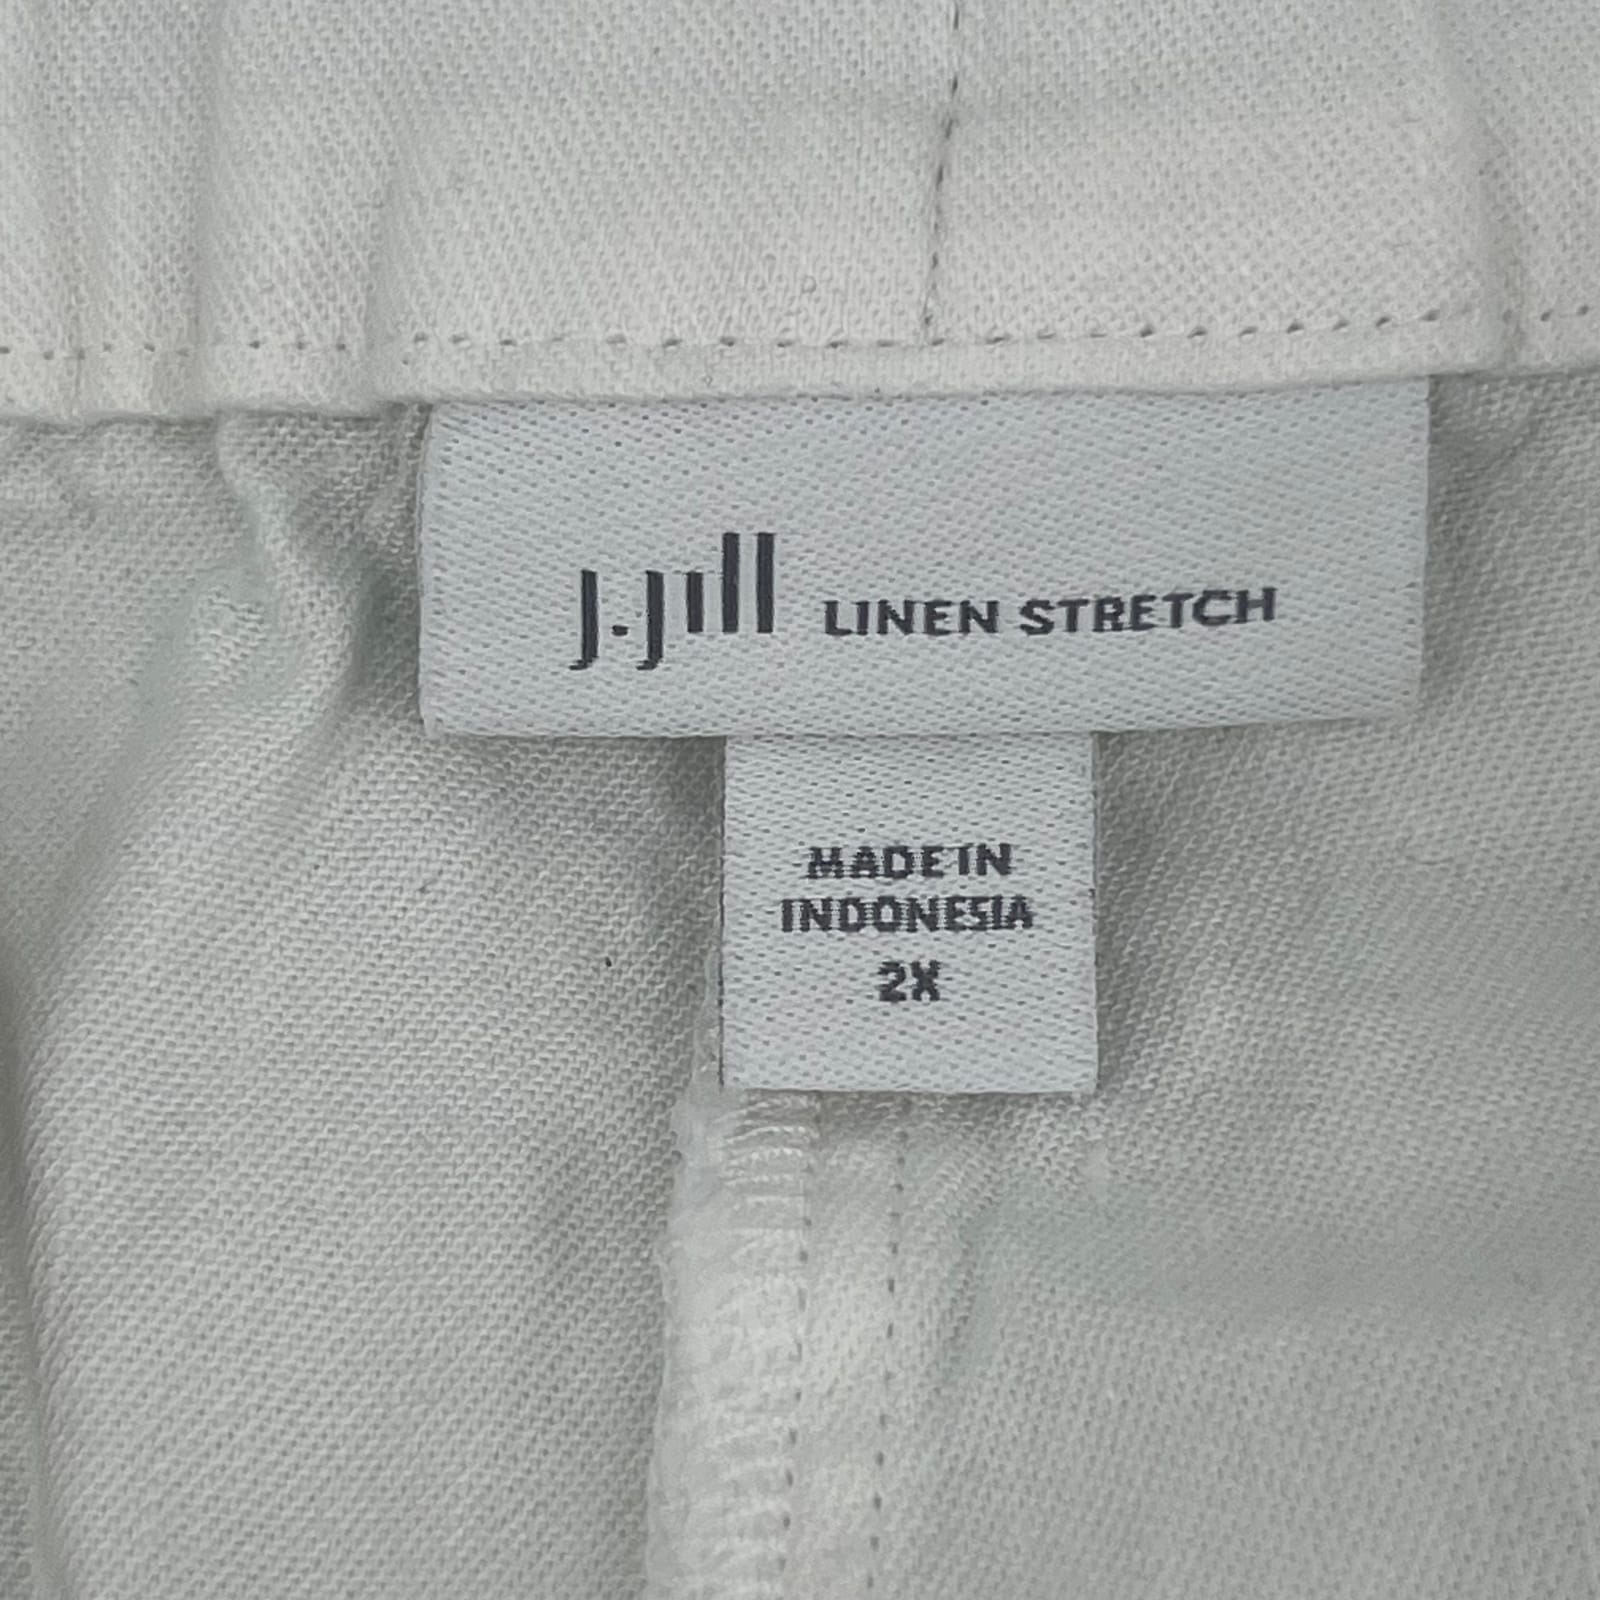 J.Jill LINEN STRETCH
MADE IN
INDONESIA
2X